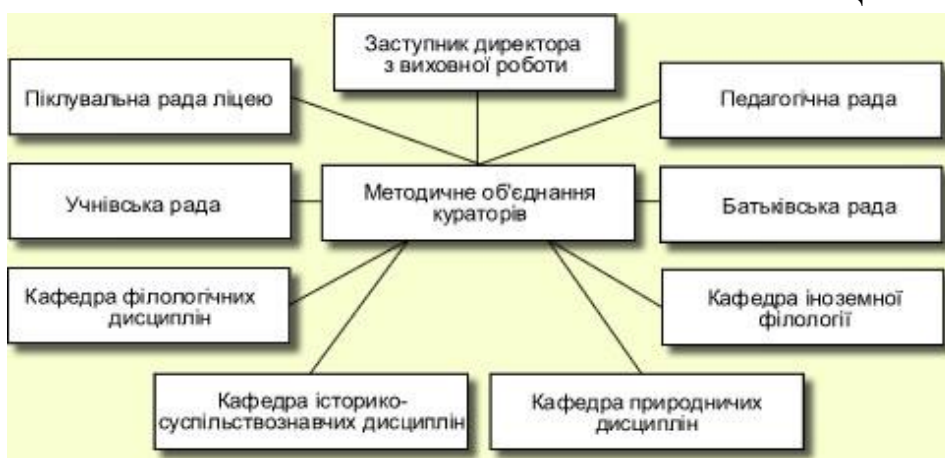 Заступник директора
з виховної роботи
Піклувальна рада ліцею
Педагогічна рада
Учнівська рада
Методичне об'єднання
кураторів
Батьківська рада
Кафедра філологічних
дисциплін
Кафедра іноземної
філології
Кафедра історико-
суспільствознавчих дисциплін
Кафедра природничих
дисциплін